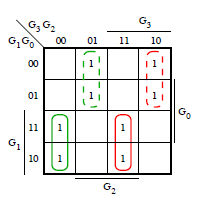 G₃ G₂ G₃
G₁G₀ 00 01 11 10
00 1 1
01 1 1 G₀
11 1 1
G₁
10 1 1
G₂